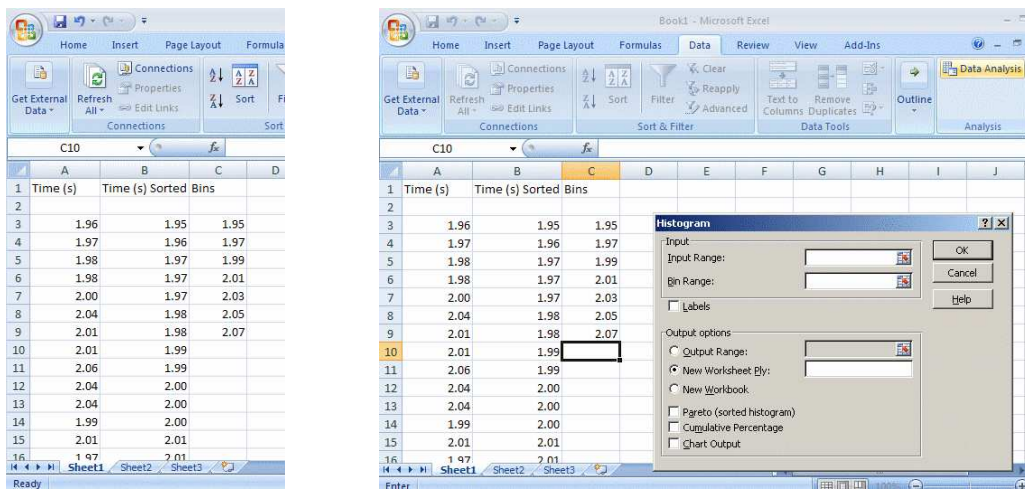 Home Insert Page Layout Formula
Get External Data
Refresh All
Connections
Properties
Edit Links
Sort
Fi
Connections
Sort
C10
fx
A B C D
1 Time (s) Time (s) Sorted Bins
2
3 1.96 1.95 1.95
4 1.97 1.96 1.97
5 1.98 1.97 1.99
6 1.98 1.97 2.01
7 2.00 1.97 2.03
8 2.04 1.98 2.05
9 2.01 1.98 2.07
10 2.01 1.99
11 2.06 1.99
12 2.04 2.00
13 2.04 2.00
14 1.99 2.00
15 2.01 2.01
16 1.97 2.01
Sheet1 Sheet2 Sheet3
Ready
Book1 - Microsoft Excel
Home Insert Page Layout Formulas Data Review View Add-Ins
Get External Data
Refresh All
Connections
Properties
Edit Links
Sort
Filter
Clear
Reapply
Advanced
Text to Columns
Remove Duplicates
Outline
Data Analysis
Connections Sort & Filter Data Tools Analysis
C10
fx
A B C D E F G H I J
1 Time (s) Time (s) Sorted Bins
2
3 1.96 1.95 1.95
4 1.97 1.96 1.97
5 1.98 1.97 1.99
6 1.98 1.97 2.01
7 2.00 1.97 2.03
8 2.04 1.98 2.05
9 2.01 1.98 2.07
10 2.01 1.99
11 2.06 1.99
12 2.04 2.00
13 2.04 2.00
14 1.99 2.00
15 2.01 2.01
16 1.97 2.01
Sheet1 Sheet2 Sheet3
Enter
100%
Histogram
Input
Input Range:
Bin Range:
Labels
Output options
Output Range:
New Worksheet Ply:
New Workbook
Pareto (sorted histogram)
Cumulative Percentage
Chart Output
OK
Cancel
Help